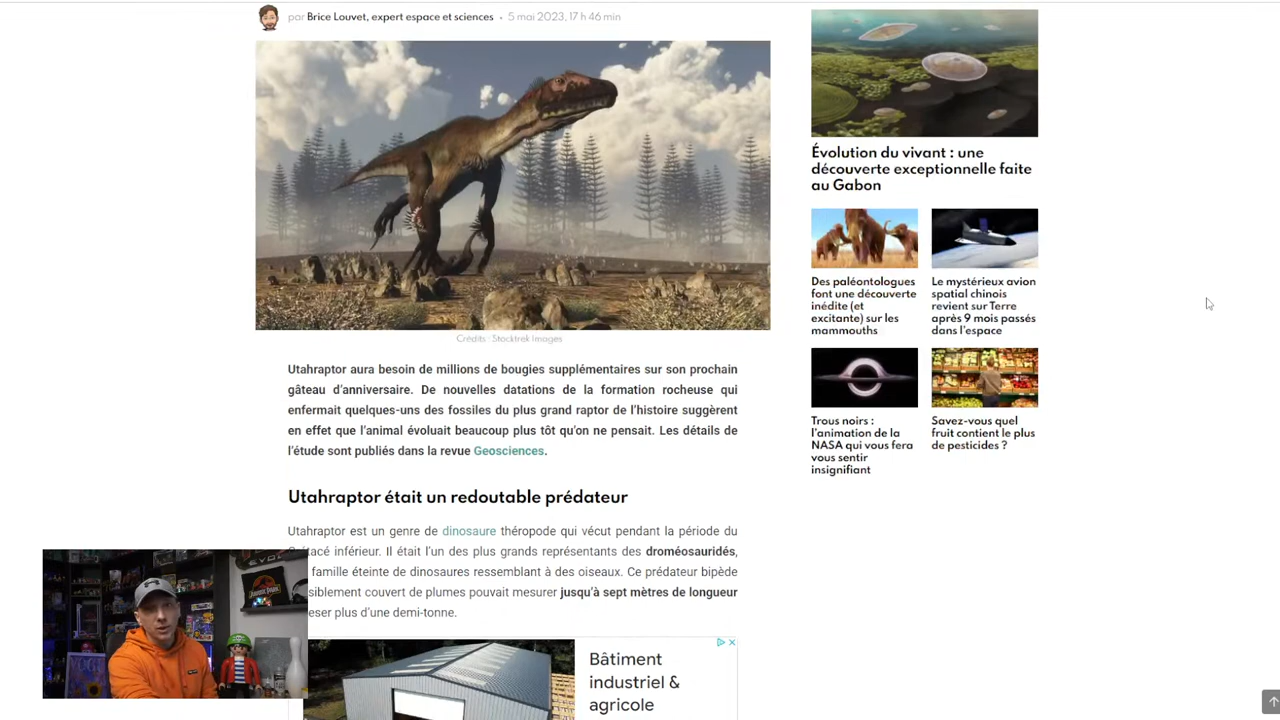 par Brice Louvet, expert espace et sciences • 5 mai 2023, 17 h 46 min
Crédits : Stocktrek Images
Utahraptor aura besoin de millions de bougies supplémentaires sur son prochain
gâteau d'anniversaire. De nouvelles datations de la formation rocheuse qui
enfermait quelques-uns des fossiles du plus grand raptor de l'histoire suggèrent
en effet que l'animal évoluait beaucoup plus tôt qu'on ne pensait. Les détails de
l'étude sont publiés dans la revue Geosciences.
Utahraptor était un redoutable prédateur
Utahraptor est un genre de dinosaure théropode qui vécut pendant la période du
tacé inférieur. Il était l'un des plus grands représentants des droméosauridés,
famille éteinte de dinosaures ressemblant à des oiseaux. Ce prédateur bipède
siblement couvert de plumes pouvait mesurer jusqu'à sept mètres de longueur
eser plus d'une demi-tonne.
Bâtiment
industriel &
agricole
Évolution du vivant : une
découverte exceptionnelle faite
au Gabon
Des paléontologues
font une découverte
inédite (et
excitante) sur les
mammouths
Le mystérieux avion
spatial chinois
revient sur Terre
après 9 mois passés
dans l'espace
Trous noirs :
l'animation de la
NASA qui vous fera
vous sentir
insignifiant
Savez-vous quel
fruit contient le plus
de pesticides ?
JURASSIC PARK